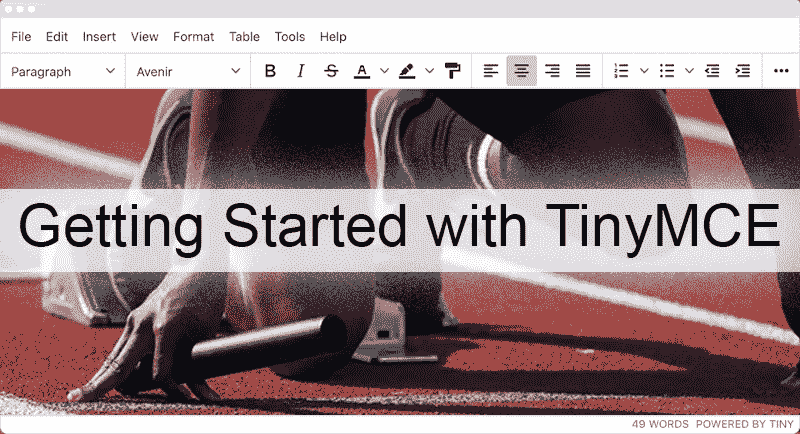 File Edit Insert View Format Table Tools Help
Paragraph Avenir B I S A
Getting Started with TinyMCE
49 WORDS POWERED BY TINY